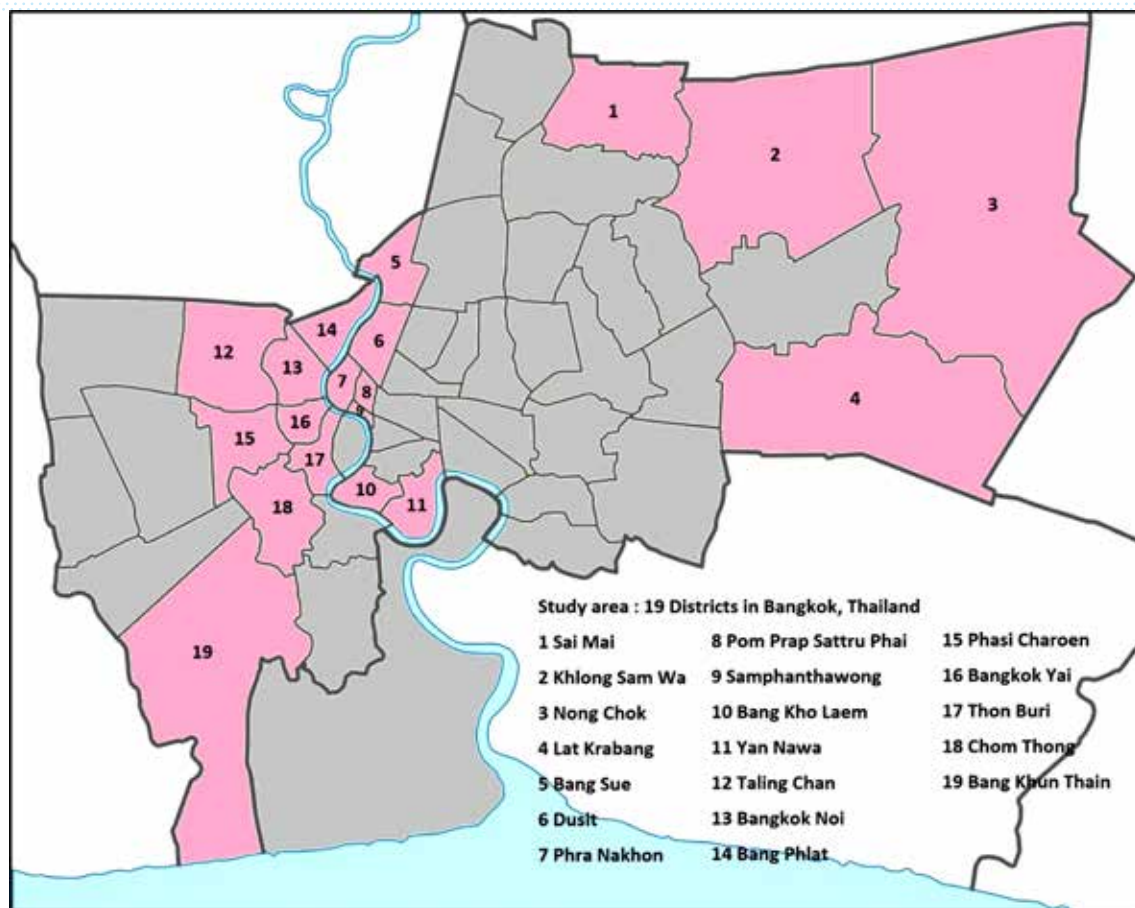 1
2
3
5
14
6
12
13
7
8
4
9
16
15
17
10
11
18
19
Study area : 19 Districts in Bangkok, Thailand
1 Sai Mai
2 Khlong Sam Wa
3 Nong Chok
4 Lat Krabang
5 Bang Sue
6 Dusit
7 Phra Nakhon
8 Pom Prap Sattru Phai
9 Samphanthawong
10 Bang Kho Laem
11 Yan Nawa
12 Taling Chan
13 Bangkok Noi
14 Bang Phlat
15 Phasi Charoen
16 Bangkok Yai
17 Thon Buri
18 Chom Thong
19 Bang Khun Thain